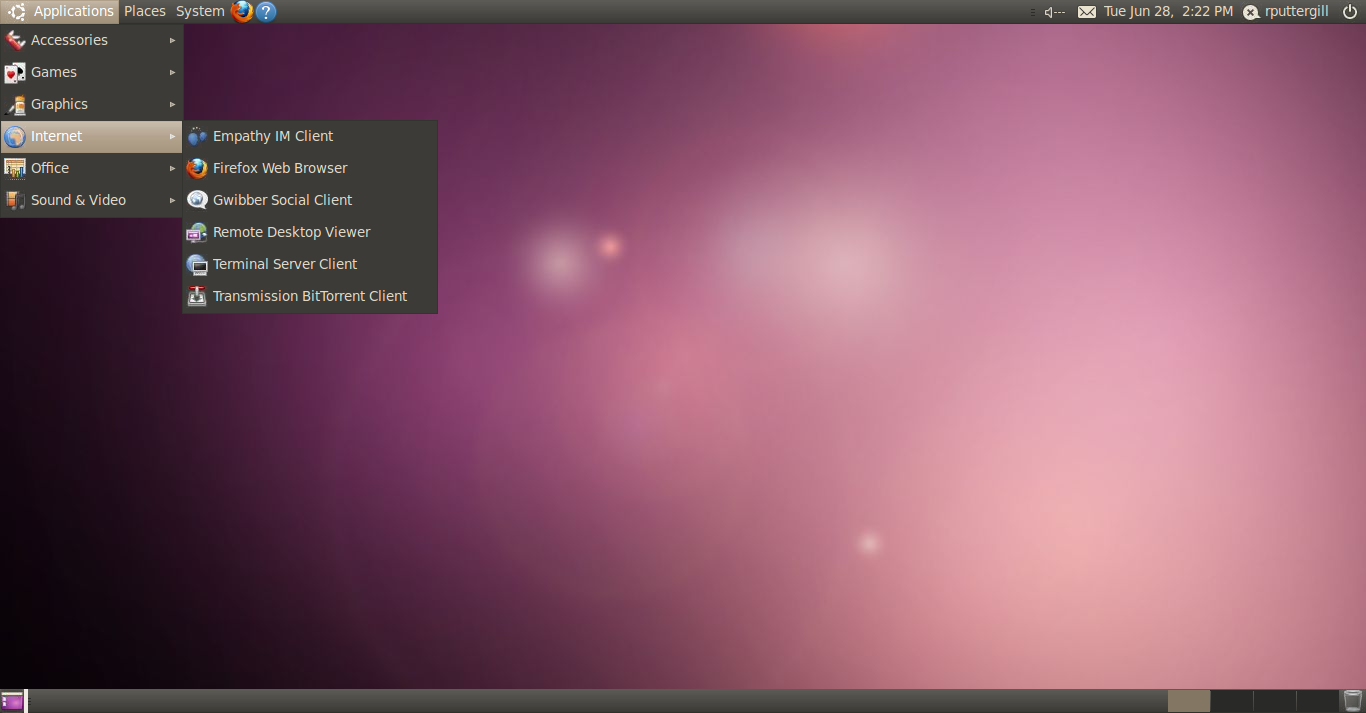 Applications Places System ? Tue Jun 28, 2:22 PM rputtergill
Accessories
Games
Graphics
Internet
Office
Sound & Video
Empathy IM Client
Firefox Web Browser
Gwibber Social Client
Remote Desktop Viewer
Terminal Server Client
Transmission BitTorrent Client